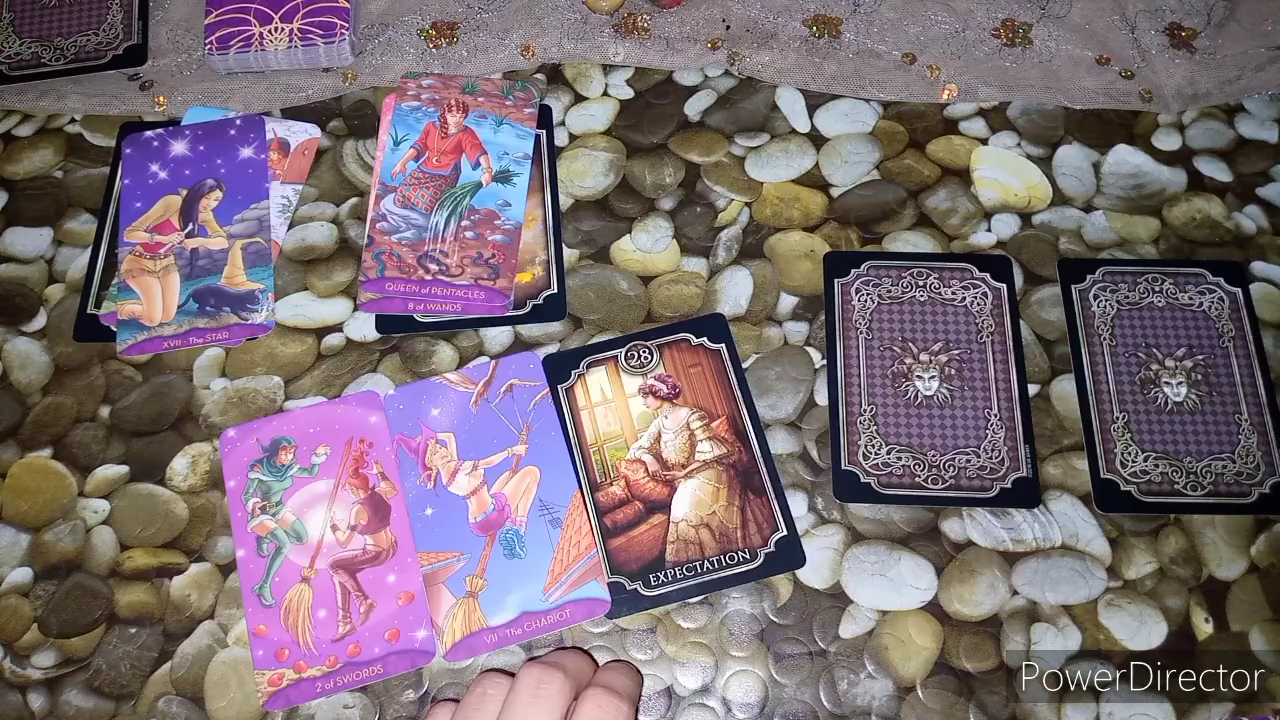 XVII - The STAR
QUEEN of PENTACLES
8 of WANDS
28
EXPECTATION
VII - The CHARIOT
2 of SWORDS
PowerDirector